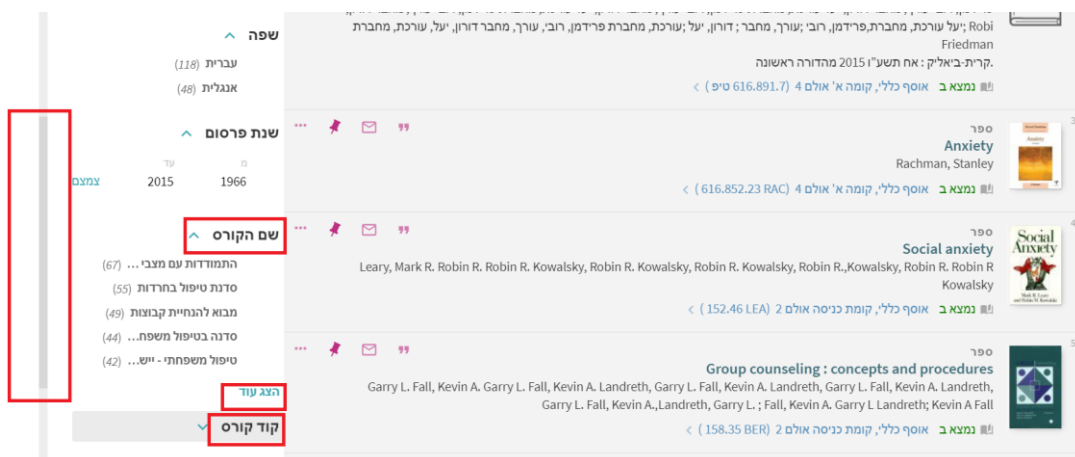 Robi ;יעל עורכת, מחברת,פרידמן, רובי ;עורך, מחבר ; דורון, יעל ;עורכת, מחברת פרידמן, רובי, עורך, מחבר דורון, יעל, עורכת, מחברת
Friedman
קרית-ביאליק : אח תשע"ו 2015 מהדורה ראשונה.
נמצא ב אוסף כללי, קומה א' אולם 4 (616.891.7 טיפ ) >
3
ספר
Anxiety
Rachman, Stanley
נמצא ב אוסף כללי, קומה א' אולם 4 (616.852.23 RAC ) >
4
ספר
Social anxiety
Leary, Mark R. Robin R. Robin R. Kowalsky, Robin R. Kowalsky, Robin R. Kowalsky, Robin R.,Kowalsky, Robin R. Robin R
Kowalsky
נמצא ב אוסף כללי, קומת כניסה אולם 2 (152.46 LEA ) >
Social
Anxiety
5
ספר
Group counseling : concepts and procedures
Garry L. Fall, Kevin A. Garry L. Fall, Kevin A. Landreth, Garry L. Fall, Kevin A. Landreth, Garry L. Fall, Kevin A. Landreth,
Garry L. Fall, Kevin A.,Landreth, Garry L. ; Fall, Kevin A. Garry L Landreth; Kevin A Fall
נמצא ב אוסף כללי, קומת כניסה אולם 2 (158.35 BER ) >
שפה
עברית (118)
אנגלית (48)
שנת פרסום
מ עד
1966 2015 צמצם
שם הקורס
התמודדות עם מצבי ... (67)
סדנת טיפול בחרדות (55)
מבוא להנחיית קבוצות (49)
סדנה בטיפול משפח... (44)
טיפול משפחתי - ייש... (42)
הצג עוד
קוד קורס